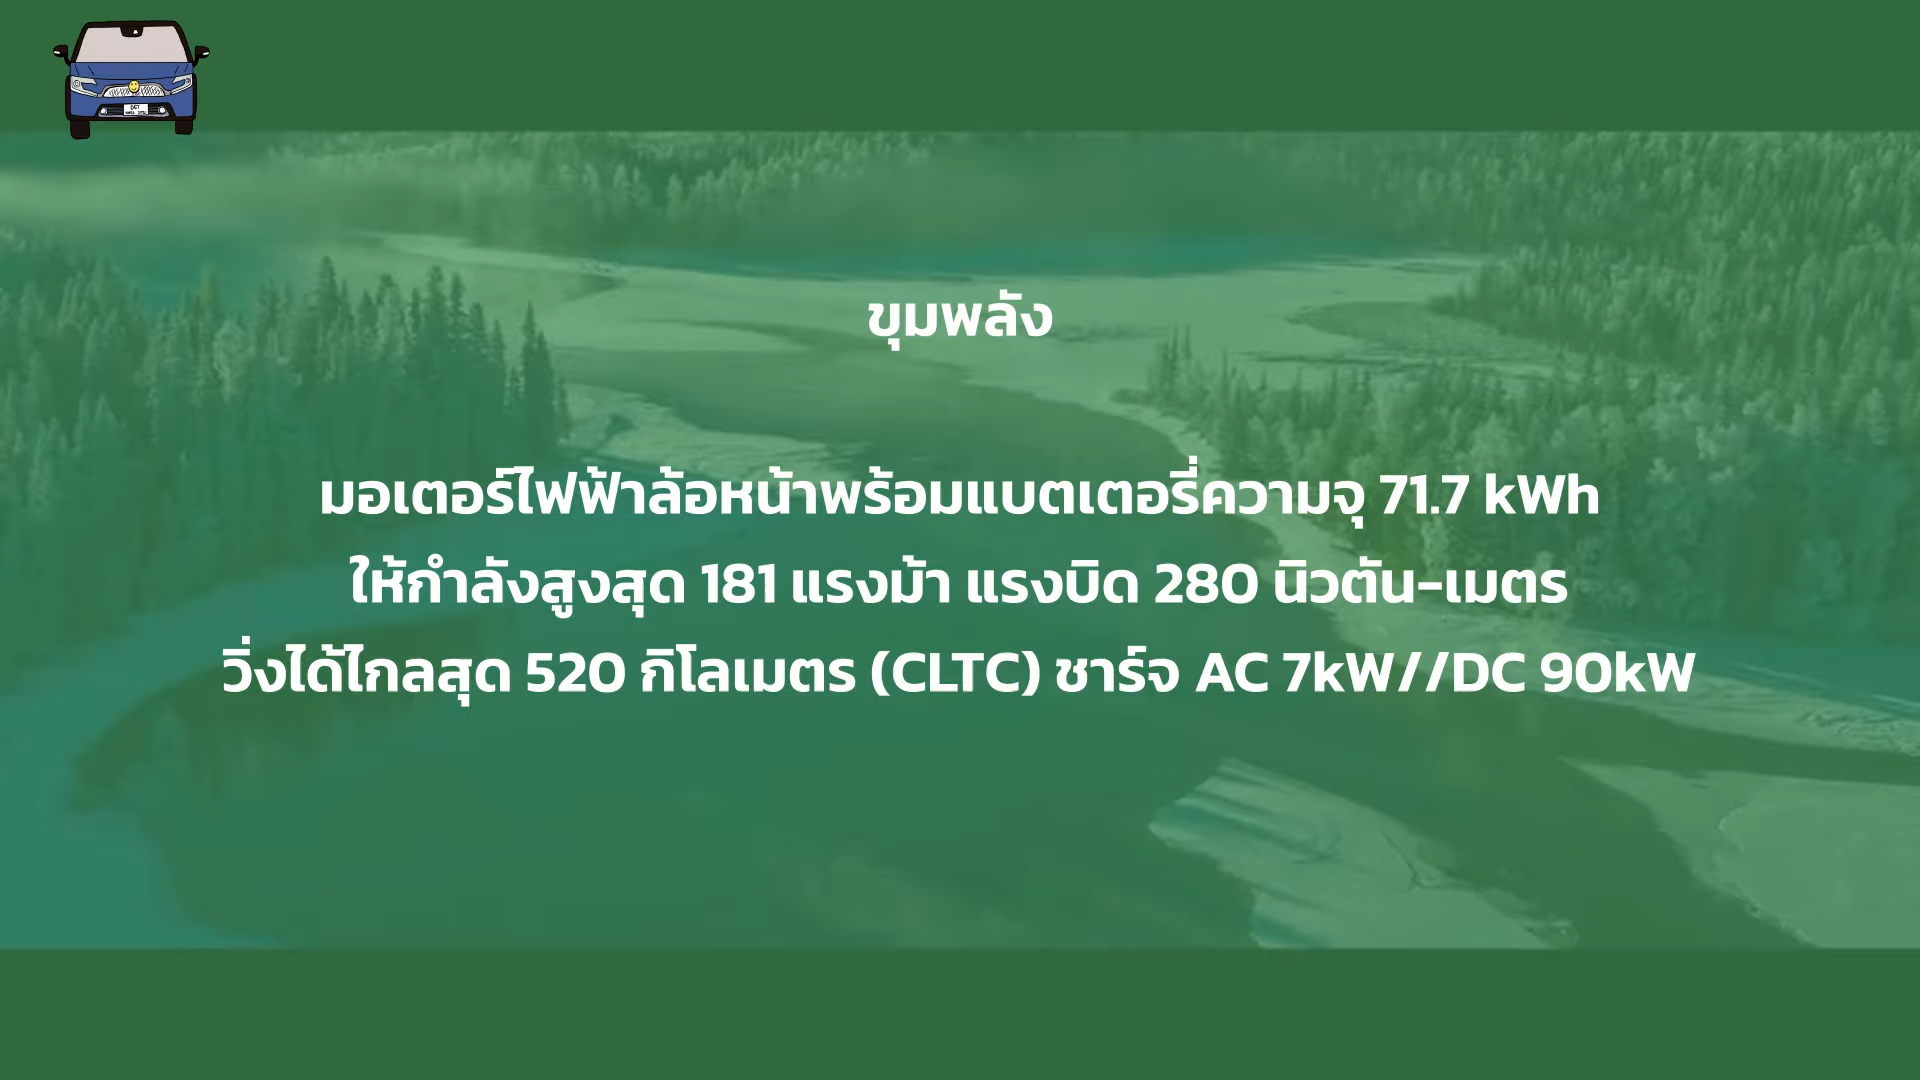 ขุมพลัง
มอเตอร์ไฟฟ้าล้อหน้าพร้อมแบตเตอรี่ความจุ 71.7 kWh
ให้กำลังสูงสุด 181 แรงม้า แรงบิด 280 นิวตัน-เมตร
วิ่งได้ไกลสุด 520 กิโลเมตร (CLTC) ชาร์จ AC 7kW//DC 90kW